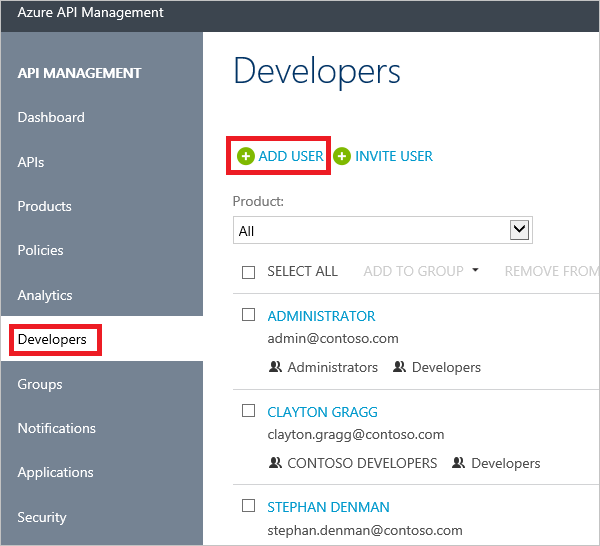 Azure API Management
API MANAGEMENT
Dashboard
APIs
Products
Policies
Analytics
Developers
Groups
Notifications
Applications
Security
Developers
ADD USER INVITE USER
Product:
All
SELECT ALL ADD TO GROUP REMOVE FROM
ADMINISTRATOR
admin@contoso.com
Administrators Developers
CLAYTON GRAGG
clayton.gragg@contoso.com
CONTOSO DEVELOPERS Developers
STEPHAN DENMAN
stephan.denman@contoso.com